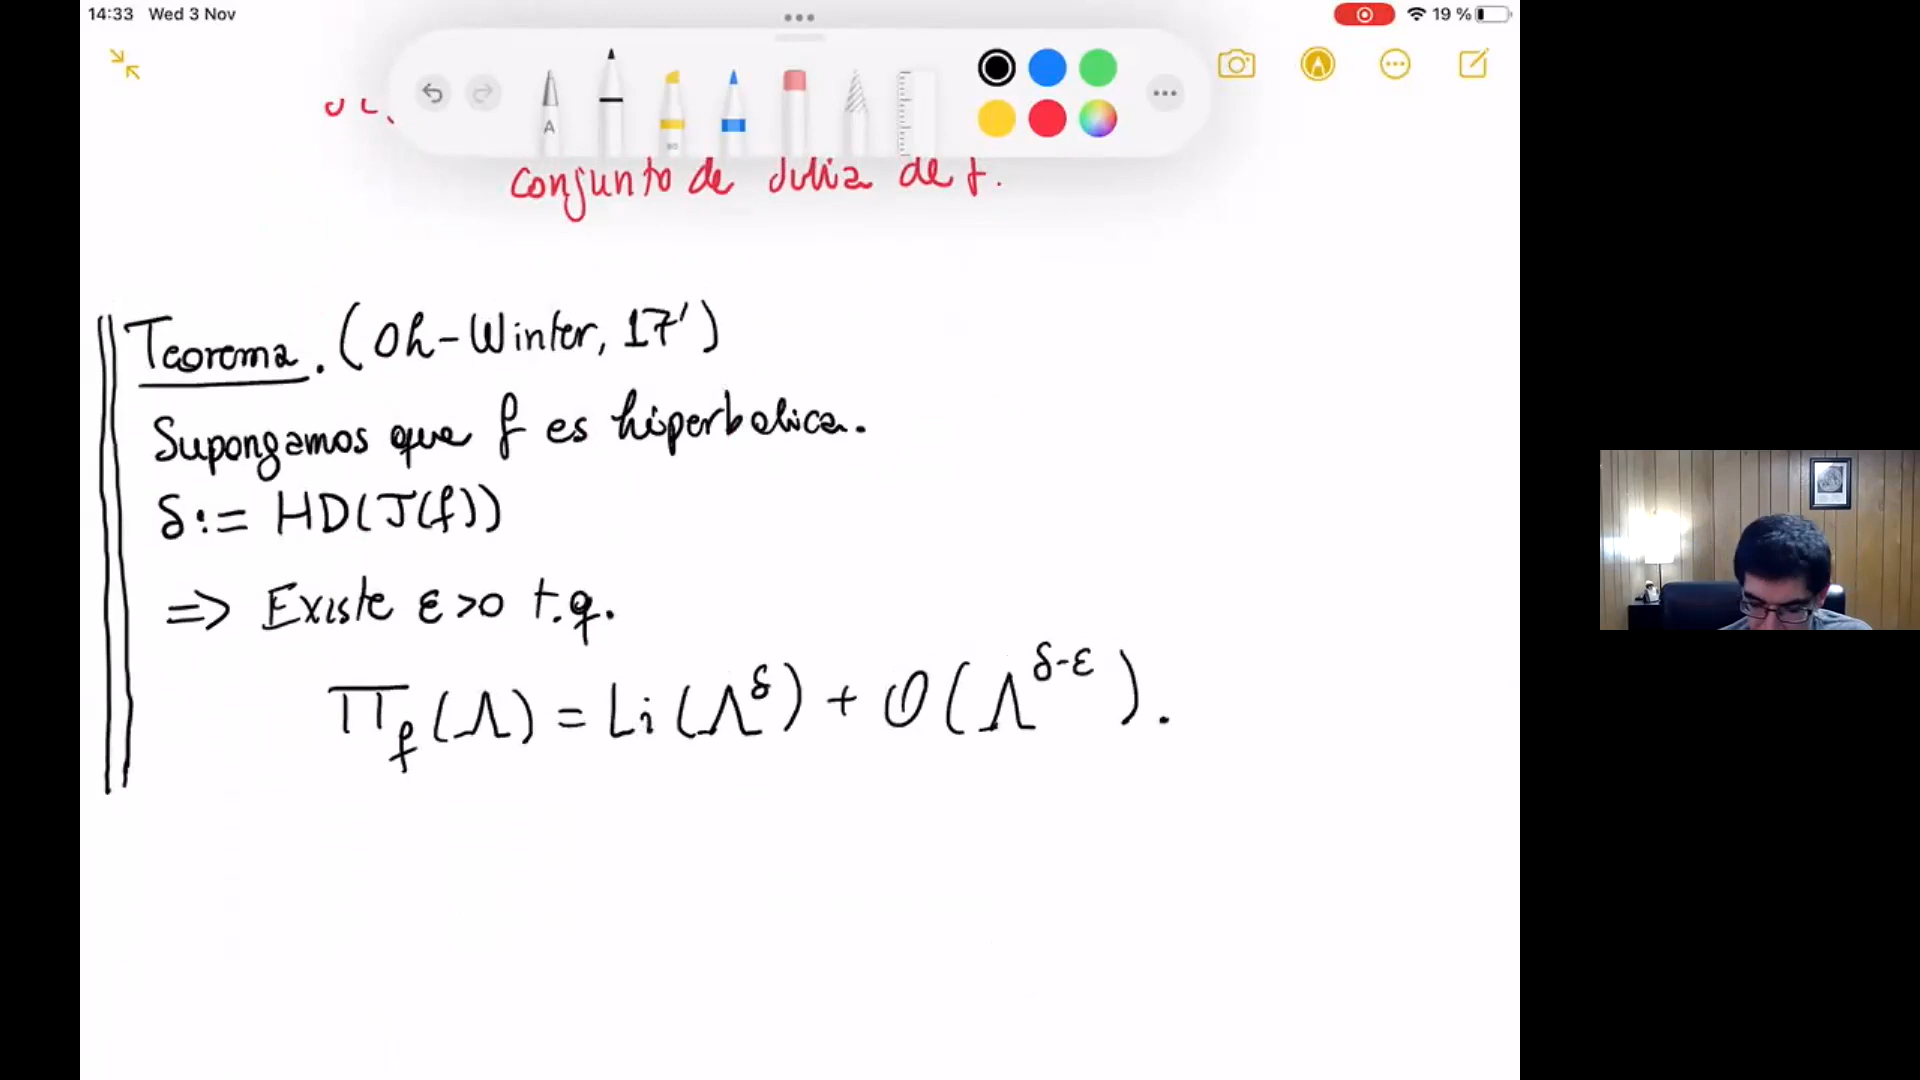 14:33 Wed 3 Nov
19 %
A
conjunto de Julia de f.
Teorema. (Oh-Winter, 17')
Supongamos que f es hiperbolica.
δ := HD(J(f))
=> Existe ε>0 t.q.
Π_f(Λ) = Li(Λ^δ) + O(Λ^{δ-ε}).